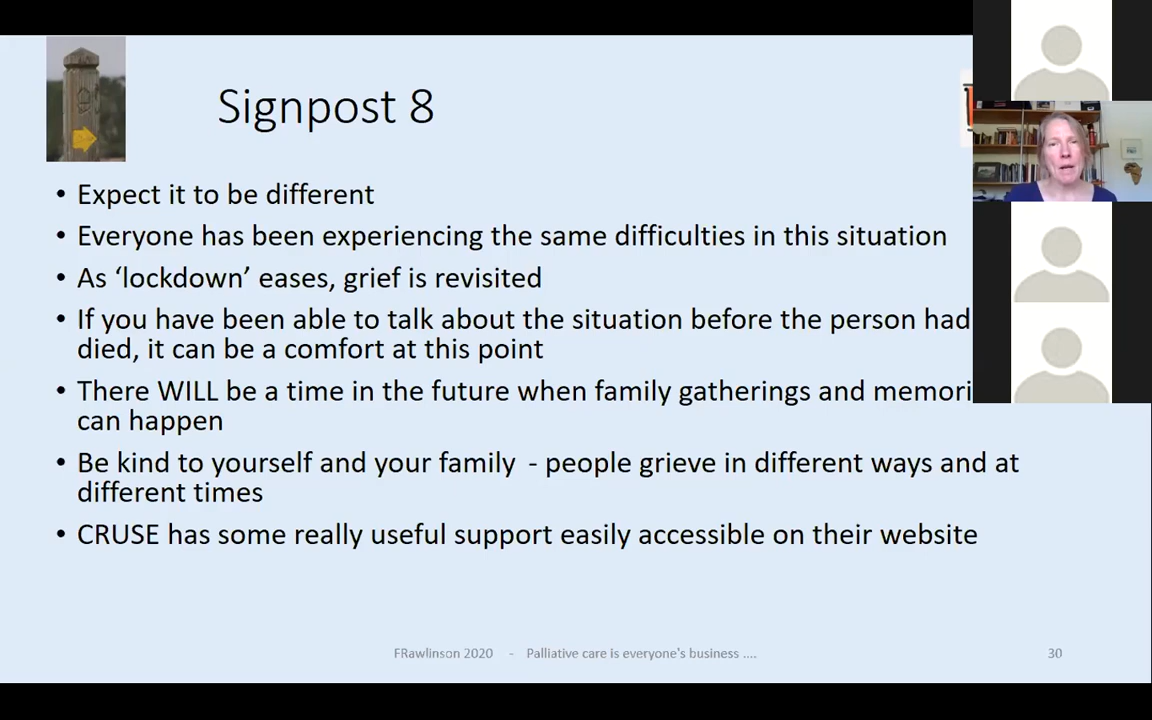 Signpost 8
• Expect it to be different
• Everyone has been experiencing the same difficulties in this situation
• As ‘lockdown’ eases, grief is revisited
• If you have been able to talk about the situation before the person had
died, it can be a comfort at this point
• There WILL be a time in the future when family gatherings and memori
can happen
• Be kind to yourself and your family - people grieve in different ways and at
different times
• CRUSE has some really useful support easily accessible on their website
FRawlinson 2020 - Palliative care is everyone's business ....
30